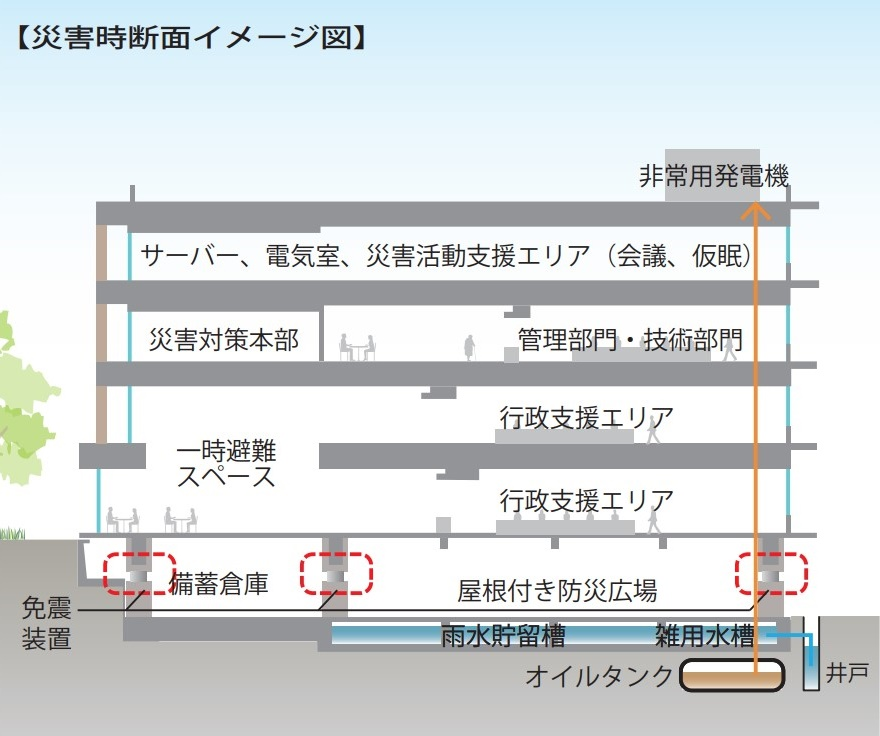 【災害時断面イメージ図】
非常用発電機
サーバー、電気室、災害活動支援エリア（会議、仮眠）
災害対策本部
管理部門・技術部門
行政支援エリア
一時避難
スペース
行政支援エリア
備蓄倉庫
屋根付き防災広場
免震
装置
雨水貯留槽
雑用水槽
オイルタンク
井戸